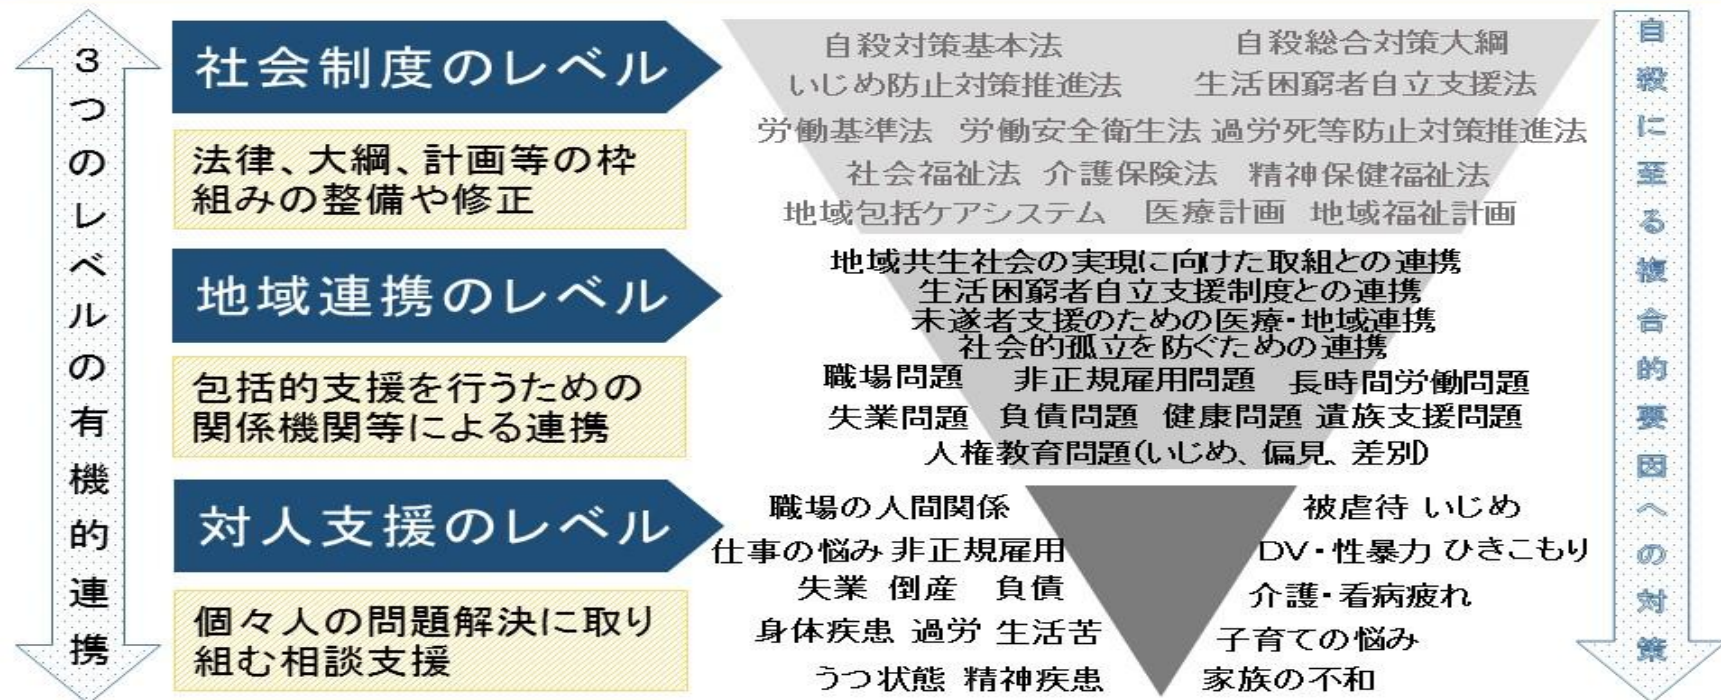 3つのレベルの有機的連携
社会制度のレベル
法律、大綱、計画等の枠
組みの整備や修正
自殺対策基本法 自殺総合対策大綱
いじめ防止対策推進法 生活困窮者自立支援法
労働基準法 労働安全衛生法 過労死等防止対策推進法
社会福祉法 介護保険法 精神保健福祉法
地域包括ケアシステム 医療計画 地域福祉計画
地域連携のレベル
包括的支援を行うための
関係機関等による連携
地域共生社会の実現に向けた取組との連携
生活困窮者自立支援制度との連携
未遂者支援のための医療・地域連携
社会的孤立を防ぐための連携
職場問題 非正規雇用問題 長時間労働問題
失業問題 負債問題 健康問題 遺族支援問題
人権教育問題(いじめ、偏見、差別)
対人支援のレベル
個々人の問題解決に取り
組む相談支援
職場の人間関係 被虐待 いじめ
仕事の悩み 非正規雇用 DV・性暴力 ひきこもり
失業 倒産 負債 介護・看病疲れ
身体疾患 過労 生活苦 子育ての悩み
うつ状態 精神疾患 家族の不和
自殺に至る複合的要因への対策